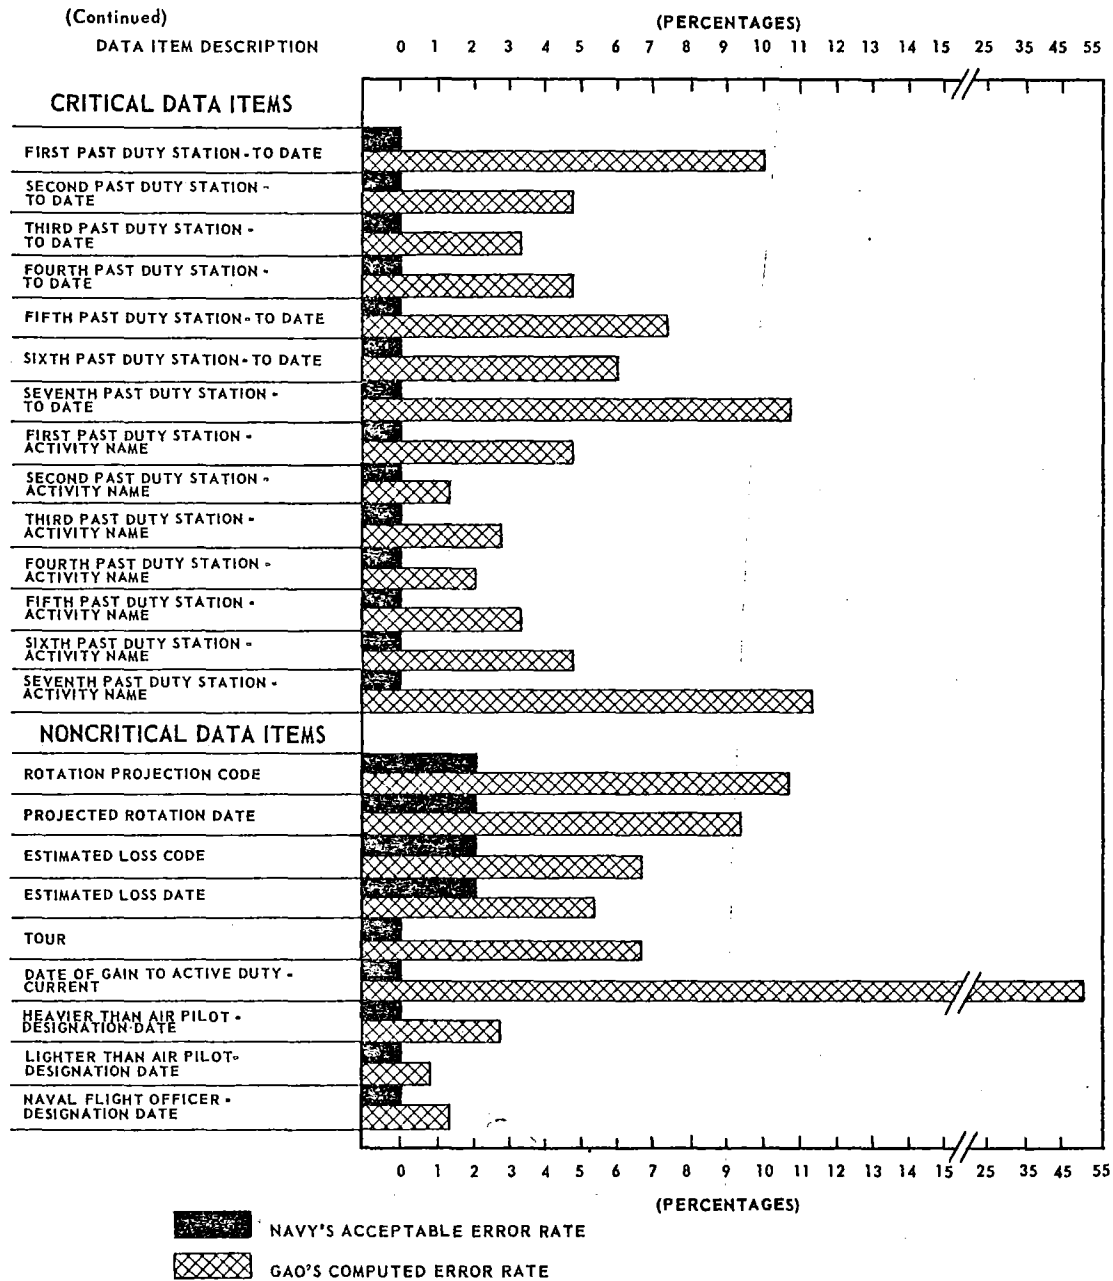 (Continued)
(PERCENTAGES)
DATA ITEM DESCRIPTION 0 1 2 3 4 5 6 7 8 9 10 11 12 13 14 15 25 35 45 55
CRITICAL DATA ITEMS
FIRST PAST DUTY STATION - TO DATE
SECOND PAST DUTY STATION -
TO DATE
THIRD PAST DUTY STATION -
TO DATE
FOURTH PAST DUTY STATION -
TO DATE
FIFTH PAST DUTY STATION - TO DATE
SIXTH PAST DUTY STATION - TO DATE
SEVENTH PAST DUTY STATION -
TO DATE
FIRST PAST DUTY STATION -
ACTIVITY NAME
SECOND PAST DUTY STATION -
ACTIVITY NAME
THIRD PAST DUTY STATION -
ACTIVITY NAME
FOURTH PAST DUTY STATION -
ACTIVITY NAME
FIFTH PAST DUTY STATION -
ACTIVITY NAME
SIXTH PAST DUTY STATION -
ACTIVITY NAME
SEVENTH PAST DUTY STATION -
ACTIVITY NAME
NONCRITICAL DATA ITEMS
ROTATION PROJECTION CODE
PROJECTED ROTATION DATE
ESTIMATED LOSS CODE
ESTIMATED LOSS DATE
TOUR
DATE OF GAIN TO ACTIVE DUTY -
CURRENT
HEAVIER THAN AIR PILOT -
DESIGNATION DATE
LIGHTER THAN AIR PILOT -
DESIGNATION DATE
NAVAL FLIGHT OFFICER -
DESIGNATION DATE
0 1 2 3 4 5 6 7 8 9 10 11 12 13 14 15 25 35 45 55
(PERCENTAGES)
NAVY'S ACCEPTABLE ERROR RATE
GAO'S COMPUTED ERROR RATE